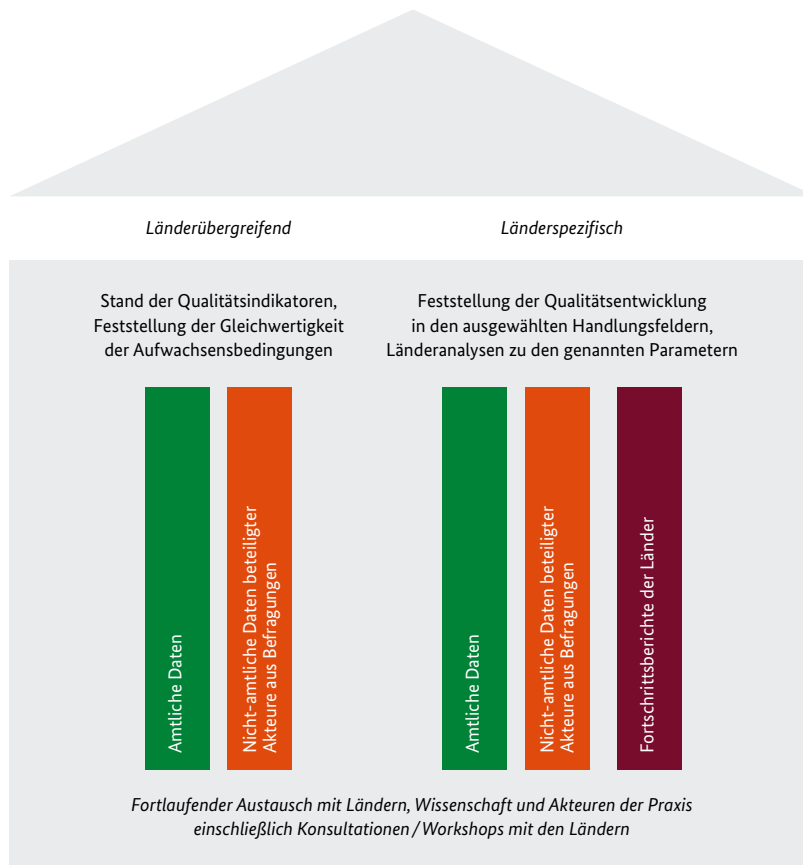 Länderübergreifend
Länderspezifisch
Stand der Qualitätsindikatoren,
Feststellung der Gleichwertigkeit
der Aufwachsensbedingungen
Feststellung der Qualitätsentwicklung
in den ausgewählten Handlungsfeldern,
Länderanalysen zu den genannten Parametern
Amtliche Daten
Nicht-amtliche Daten beteiligter
Akteure aus Befragungen
Amtliche Daten
Nicht-amtliche Daten beteiligter
Akteure aus Befragungen
Fortschrittsberichte der Länder
Fortlaufender Austausch mit Ländern, Wissenschaft und Akteuren der Praxis
einschließlich Konsultationen / Workshops mit den Ländern